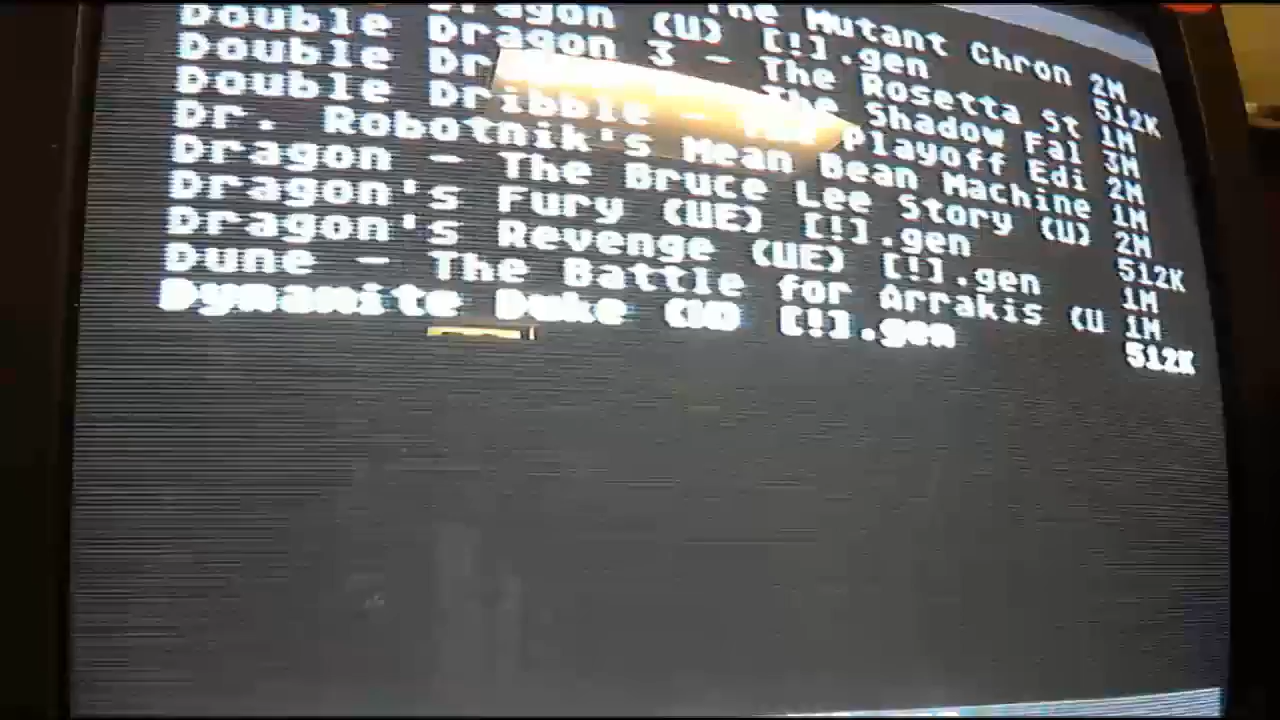 The Mutant Chron 2M
Dragon (U) [!].gen 512K
Double Dragon 3 - The Rosetta St 1M
Double The Shadow Fal 3M
Double Dribble - The Playoff Edi 2M
Dr. Robotnik's Mean Bean Machine 1M
Dragon - The Bruce Lee Story (U) 2M
Dragon's Fury (UE) [!].gen 512K
Dragon's Revenge (UE) [!].gen 1M
Dune - The Battle for Arrakis (U 1M
Dynamite Duke (U) [!].gen 512K